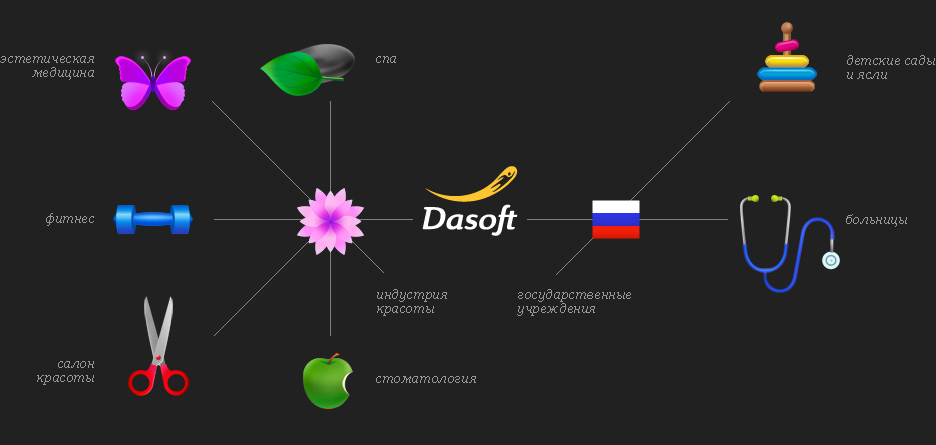 эстетическая
медицина
спа
детские сады
и ясли
фитнес
Dasoft
больницы
индустрия
красоты
государственные
учреждения
салон
красоты
стоматология